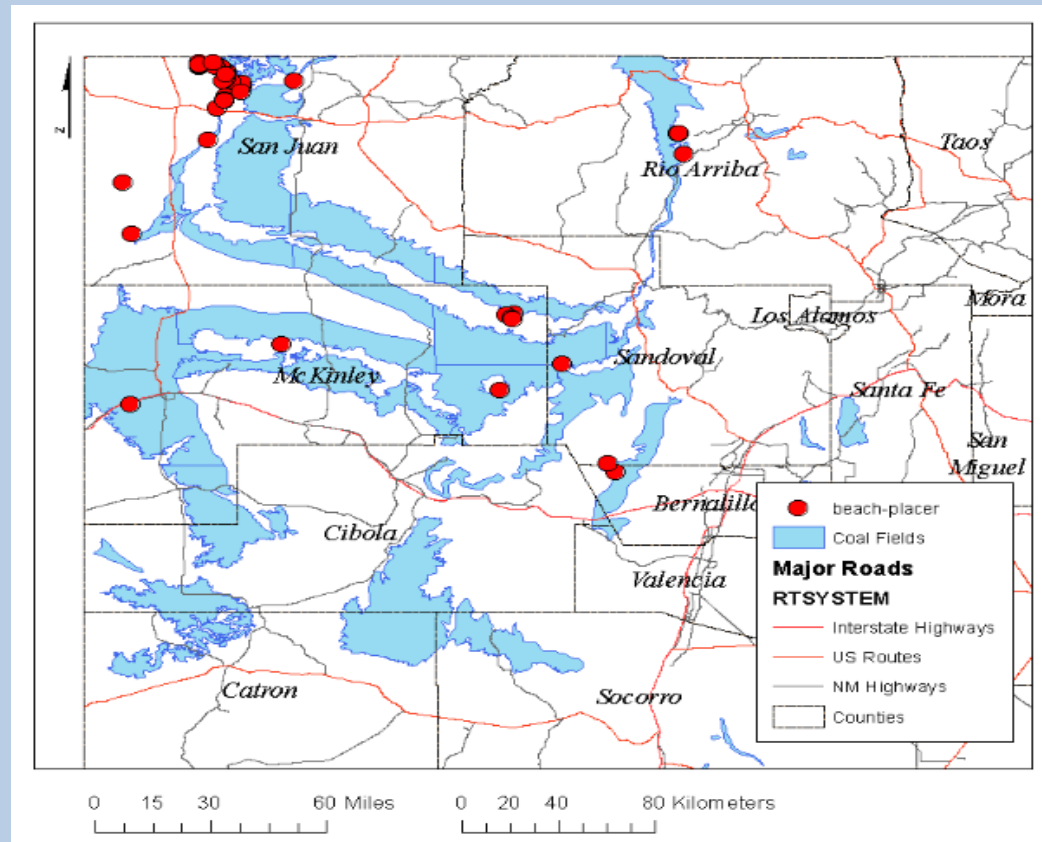 z
San Juan
Taos
Rio Arriba
Mora
Los Alamos
Sandoval
Mc Kinley
Santa Fe
San
Miguel
Bernalillo
Cibola
Valencia
Catron
Socorro
beach-placer
Coal Fields
Major Roads
RTSYSTEM
Interstate Highways
US Routes
NM Highways
Counties
0 15 30 60 Miles
0 20 40 80 Kilometers